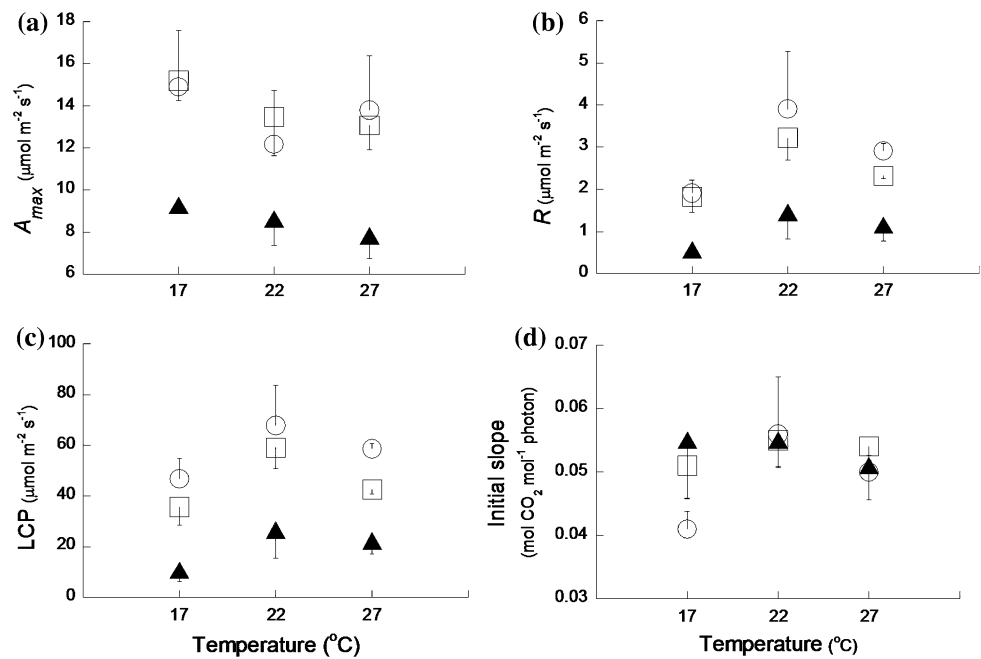 (a)
18
16
14
12
10
8
6
A_max (μmol m⁻² s⁻¹)
17 22 27
(b)
6
5
4
3
2
1
0
R (μmol m⁻² s⁻¹)
17 22 27
(c)
100
80
60
40
20
0
LCP (μmol m⁻² s⁻¹)
17 22 27
Temperature (°C)
(d)
0.07
0.06
0.05
0.04
0.03
Initial slope
(mol CO₂ mol⁻¹ photon)
17 22 27
Temperature (°C)